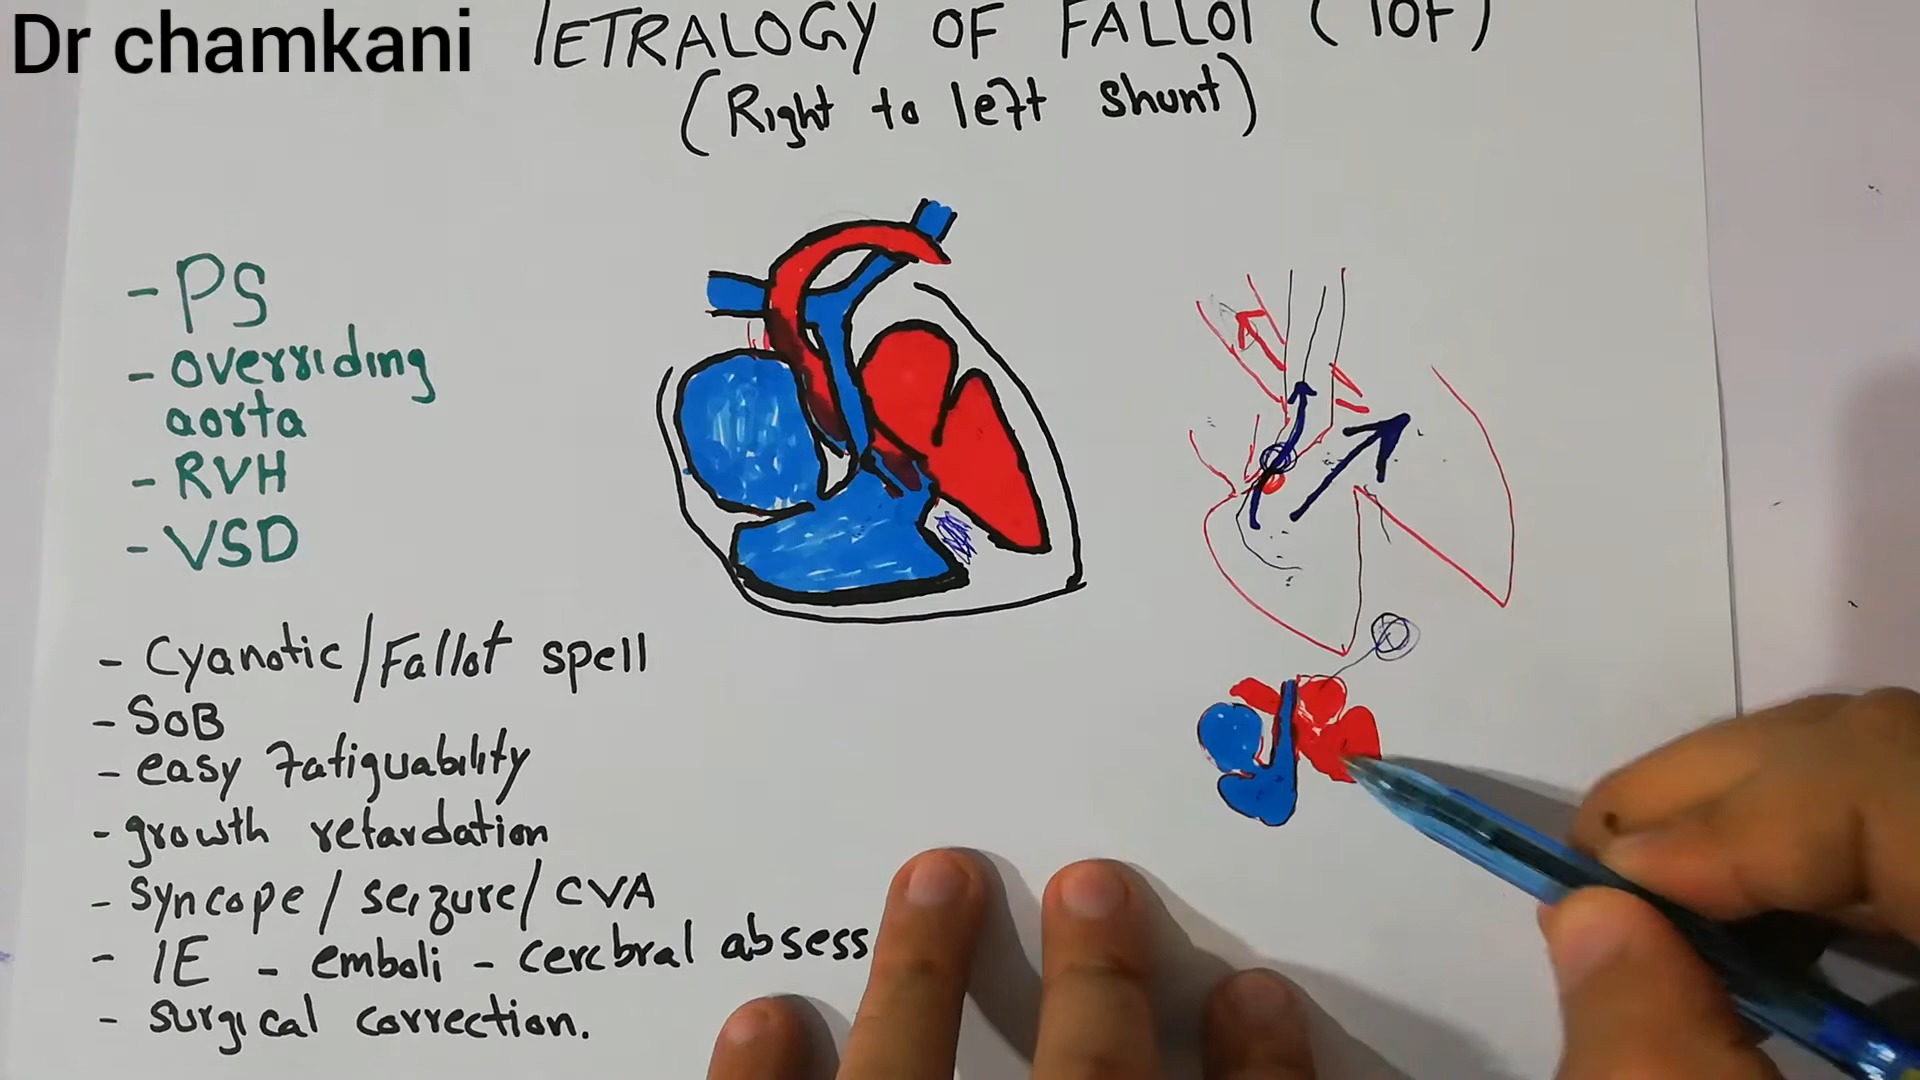 Dr chamkani
TETRALOGY OF FALLOT (TOF)
(Right to left shunt)
- PS
- overriding
aorta
- RVH
- VSD
- Cyanotic/Fallot spell
- SOB
- easy fatiguability
- growth retardation
- syncope / seizure / CVA
- IE - emboli - cerebral absess
- surgical correction.